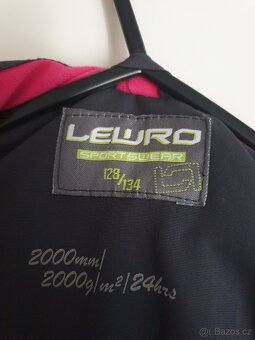 LEWRO
SPORTSWEAR
128/134
2000mm/
2000g/m²/24hrs
Bazos.cz